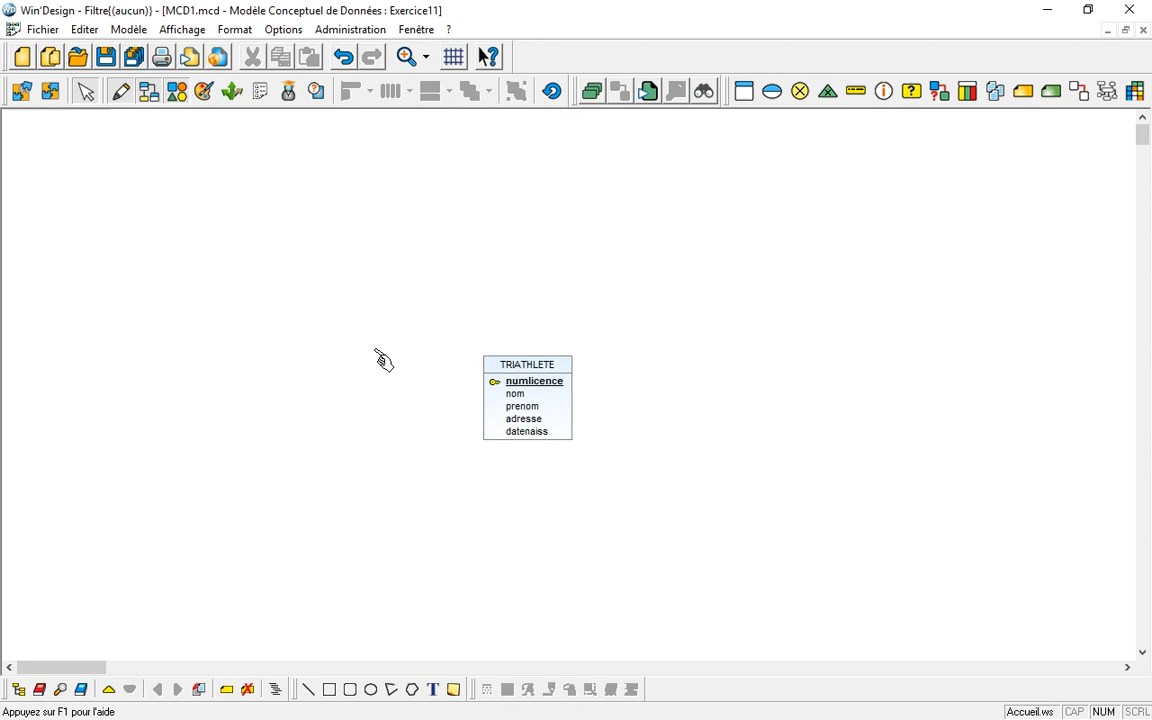 Win'Design - Filtre{(aucun)} - [MCD1.mcd - Modèle Conceptuel de Données : Exercice11]
Fichier Editer Modèle Affichage Format Options Administration Fenêtre ?
TRIATHLETE
numlicence
nom
prenom
adresse
datenaiss
Appuyez sur F1 pour l'aide
Accueil.ws CAP NUM SCRL